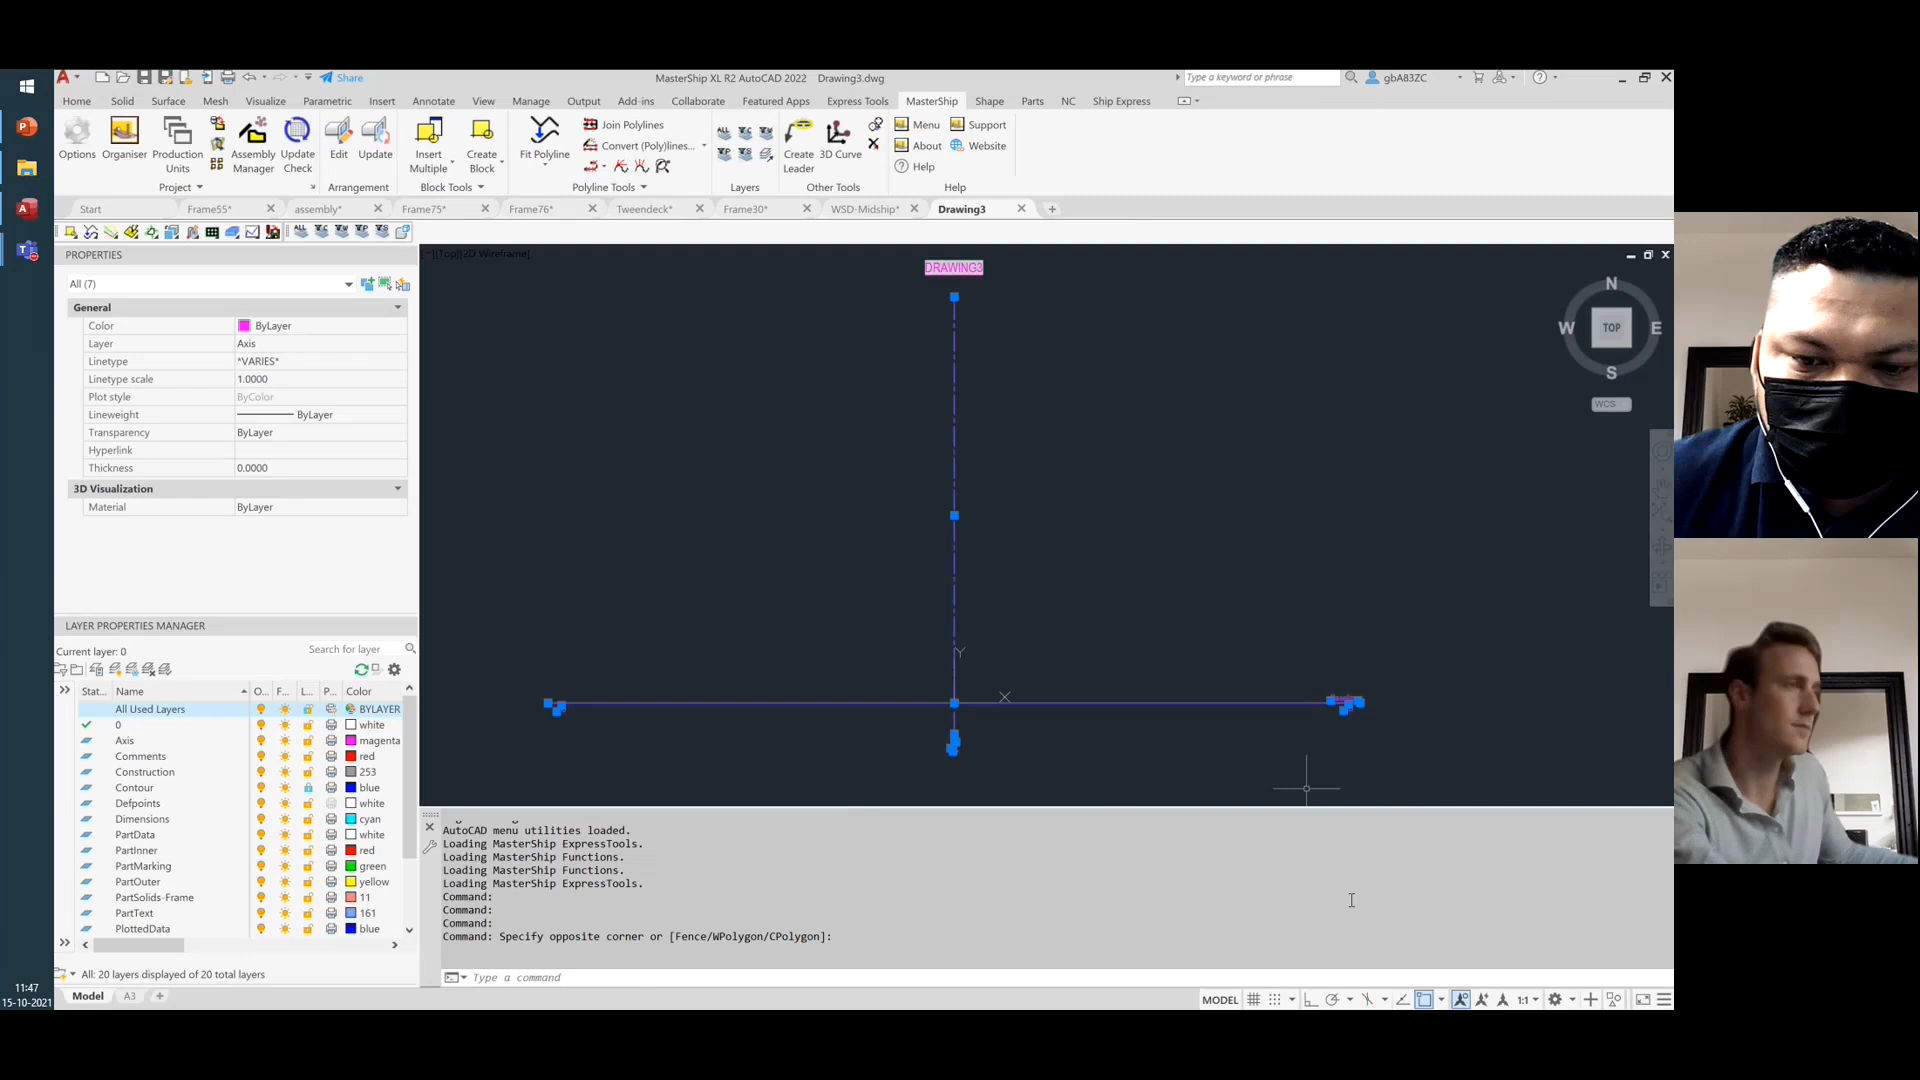 Share
MasterShip XL R2 AutoCAD 2022 Drawing3.dwg
Type a keyword or phrase
gbA83ZC
Home Solid Surface Mesh Visualize Parametric Insert Annotate View Manage Output Add-ins Collaborate Featured Apps Express Tools MasterShip Shape Parts NC Ship Express
Options Organiser Production Units Assembly Manager Update Check
Edit Update
Insert Multiple Create Block
Fit Polyline
Join Polylines
Convert (Poly)lines...
Create Leader 3D Curve
Menu Support
About Website
Help
Project Arrangement Block Tools Polyline Tools Layers Other Tools Help
Start Frame55* assembly* Frame75* Frame76* Tweendeck* Frame30* WSD-Midship* Drawing3
PROPERTIES
All (7)
General
Color ByLayer
Layer Axis
Linetype *VARIES*
Linetype scale 1.0000
Plot style ByColor
Lineweight ByLayer
Transparency ByLayer
Hyperlink
Thickness 0.0000
3D Visualization
Material ByLayer
[Top][2D Wireframe]
DRAWING3
N
W TOP E
S
WCS
Y
X
LAYER PROPERTIES MANAGER
Current layer: 0
Search for layer
Stat... Name O... F... L... P... Color
All Used Layers BYLAYER
0 white
Axis magenta
Comments red
Construction 253
Contour blue
Defpoints white
Dimensions cyan
PartData white
PartInner red
PartMarking green
PartOuter yellow
PartSolids-Frame 11
PartText 161
PlottedData blue
All: 20 layers displayed of 20 total layers
AutoCAD menu utilities loaded.
Loading MasterShip ExpressTools.
Loading MasterShip Functions.
Loading MasterShip Functions.
Loading MasterShip ExpressTools.
Command:
Command:
Command:
Command: Specify opposite corner or [Fence/WPolygon/CPolygon]:
Type a command
Model A3
MODEL 1:1
11:47
15-10-2021